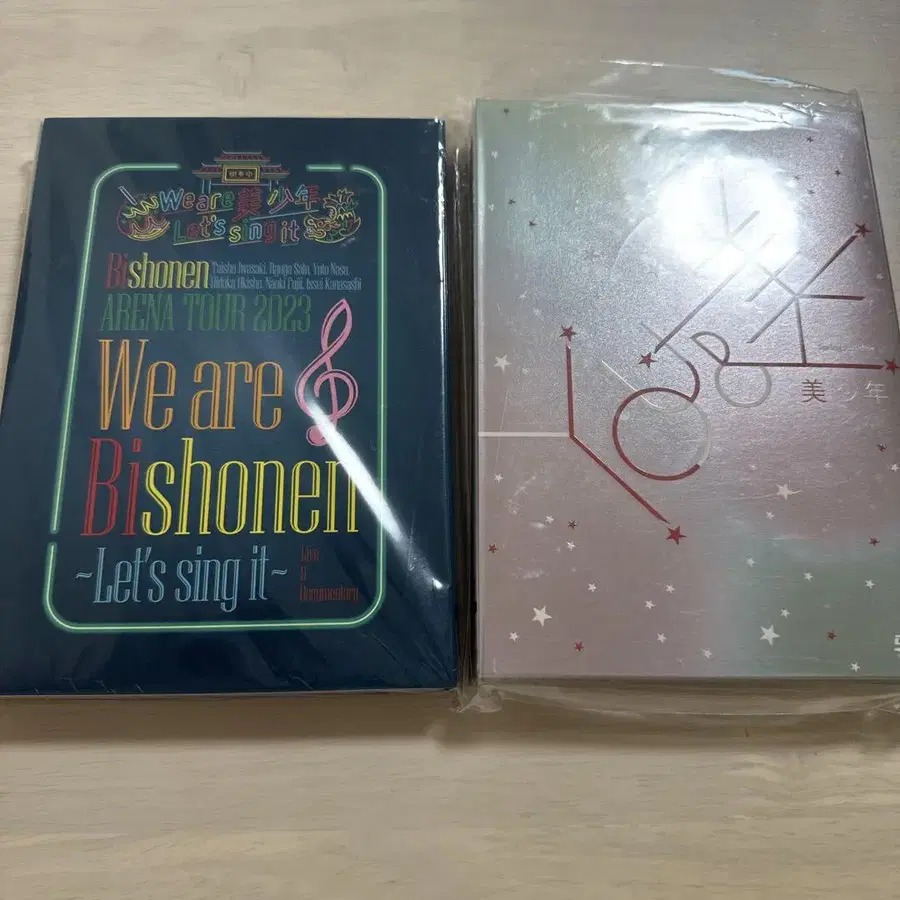 We are 美 少年
Let's sing it
Bishonen Taisho Iwasaki, Ryuga Sato, Yuto Nasu,
Hidaka Ukisho, Naoki Fujii, Issei Kanasashi
ARENA TOUR 2023
We are
Bishonen
~Let's sing it~
Live &
Documentary
美 少年